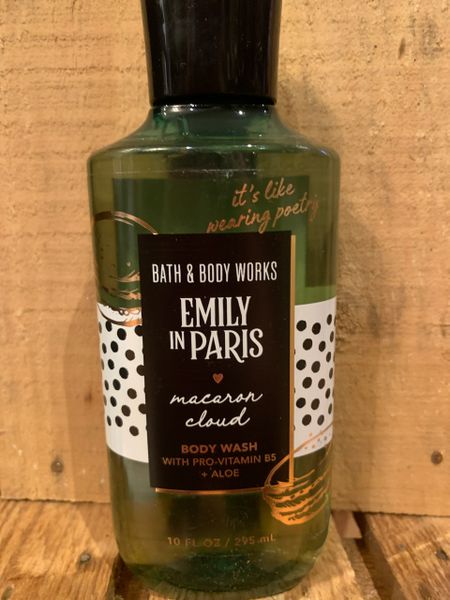 it's like
wearing poetry
BATH & BODY WORKS
EMILY
IN PARIS
macaron
cloud
BODY WASH
WITH PRO-VITAMIN B5
+ ALOE
10 FL OZ / 295 mL